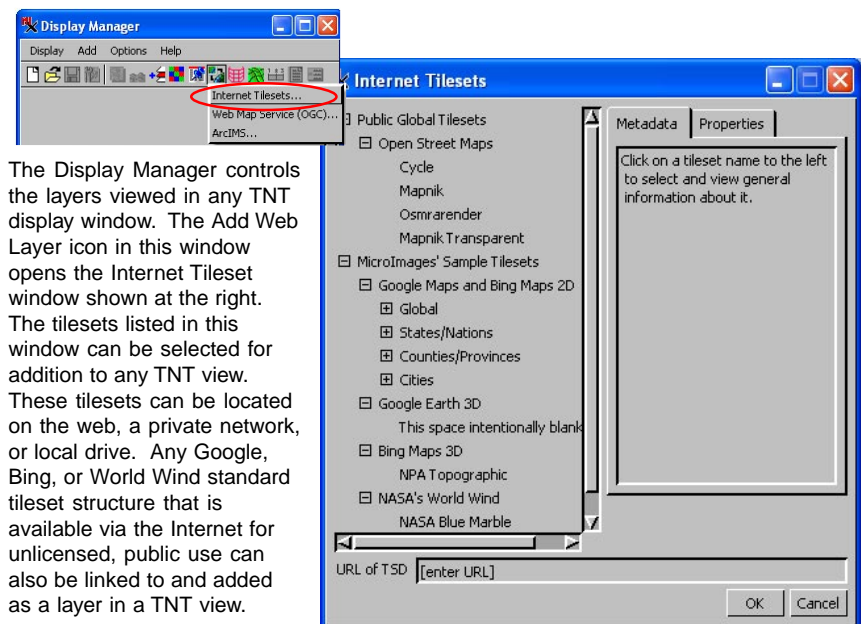 Display Manager
Display Add Options Help
Internet Tilesets...
Web Map Service (OGC)...
ArcIMS...
The Display Manager controls
the layers viewed in any TNT
display window. The Add Web
Layer icon in this window
opens the Internet Tileset
window shown at the right.
The tilesets listed in this
window can be selected for
addition to any TNT view.
These tilesets can be located
on the web, a private network,
or local drive. Any Google,
Bing, or World Wind standard
tileset structure that is
available via the Internet for
unlicensed, public use can
also be linked to and added
as a layer in a TNT view.
Internet Tilesets
Public Global Tilesets
Open Street Maps
Cycle
Mapnik
Osmrarender
Mapnik Transparent
MicroImages' Sample Tilesets
Google Maps and Bing Maps 2D
Global
States/Nations
Counties/Provinces
Cities
Google Earth 3D
This space intentionally blank
Bing Maps 3D
NPA Topographic
NASA's World Wind
NASA Blue Marble
Metadata Properties
Click on a tileset name to the left
to select and view general
information about it.
URL of TSD [enter URL]
OK Cancel